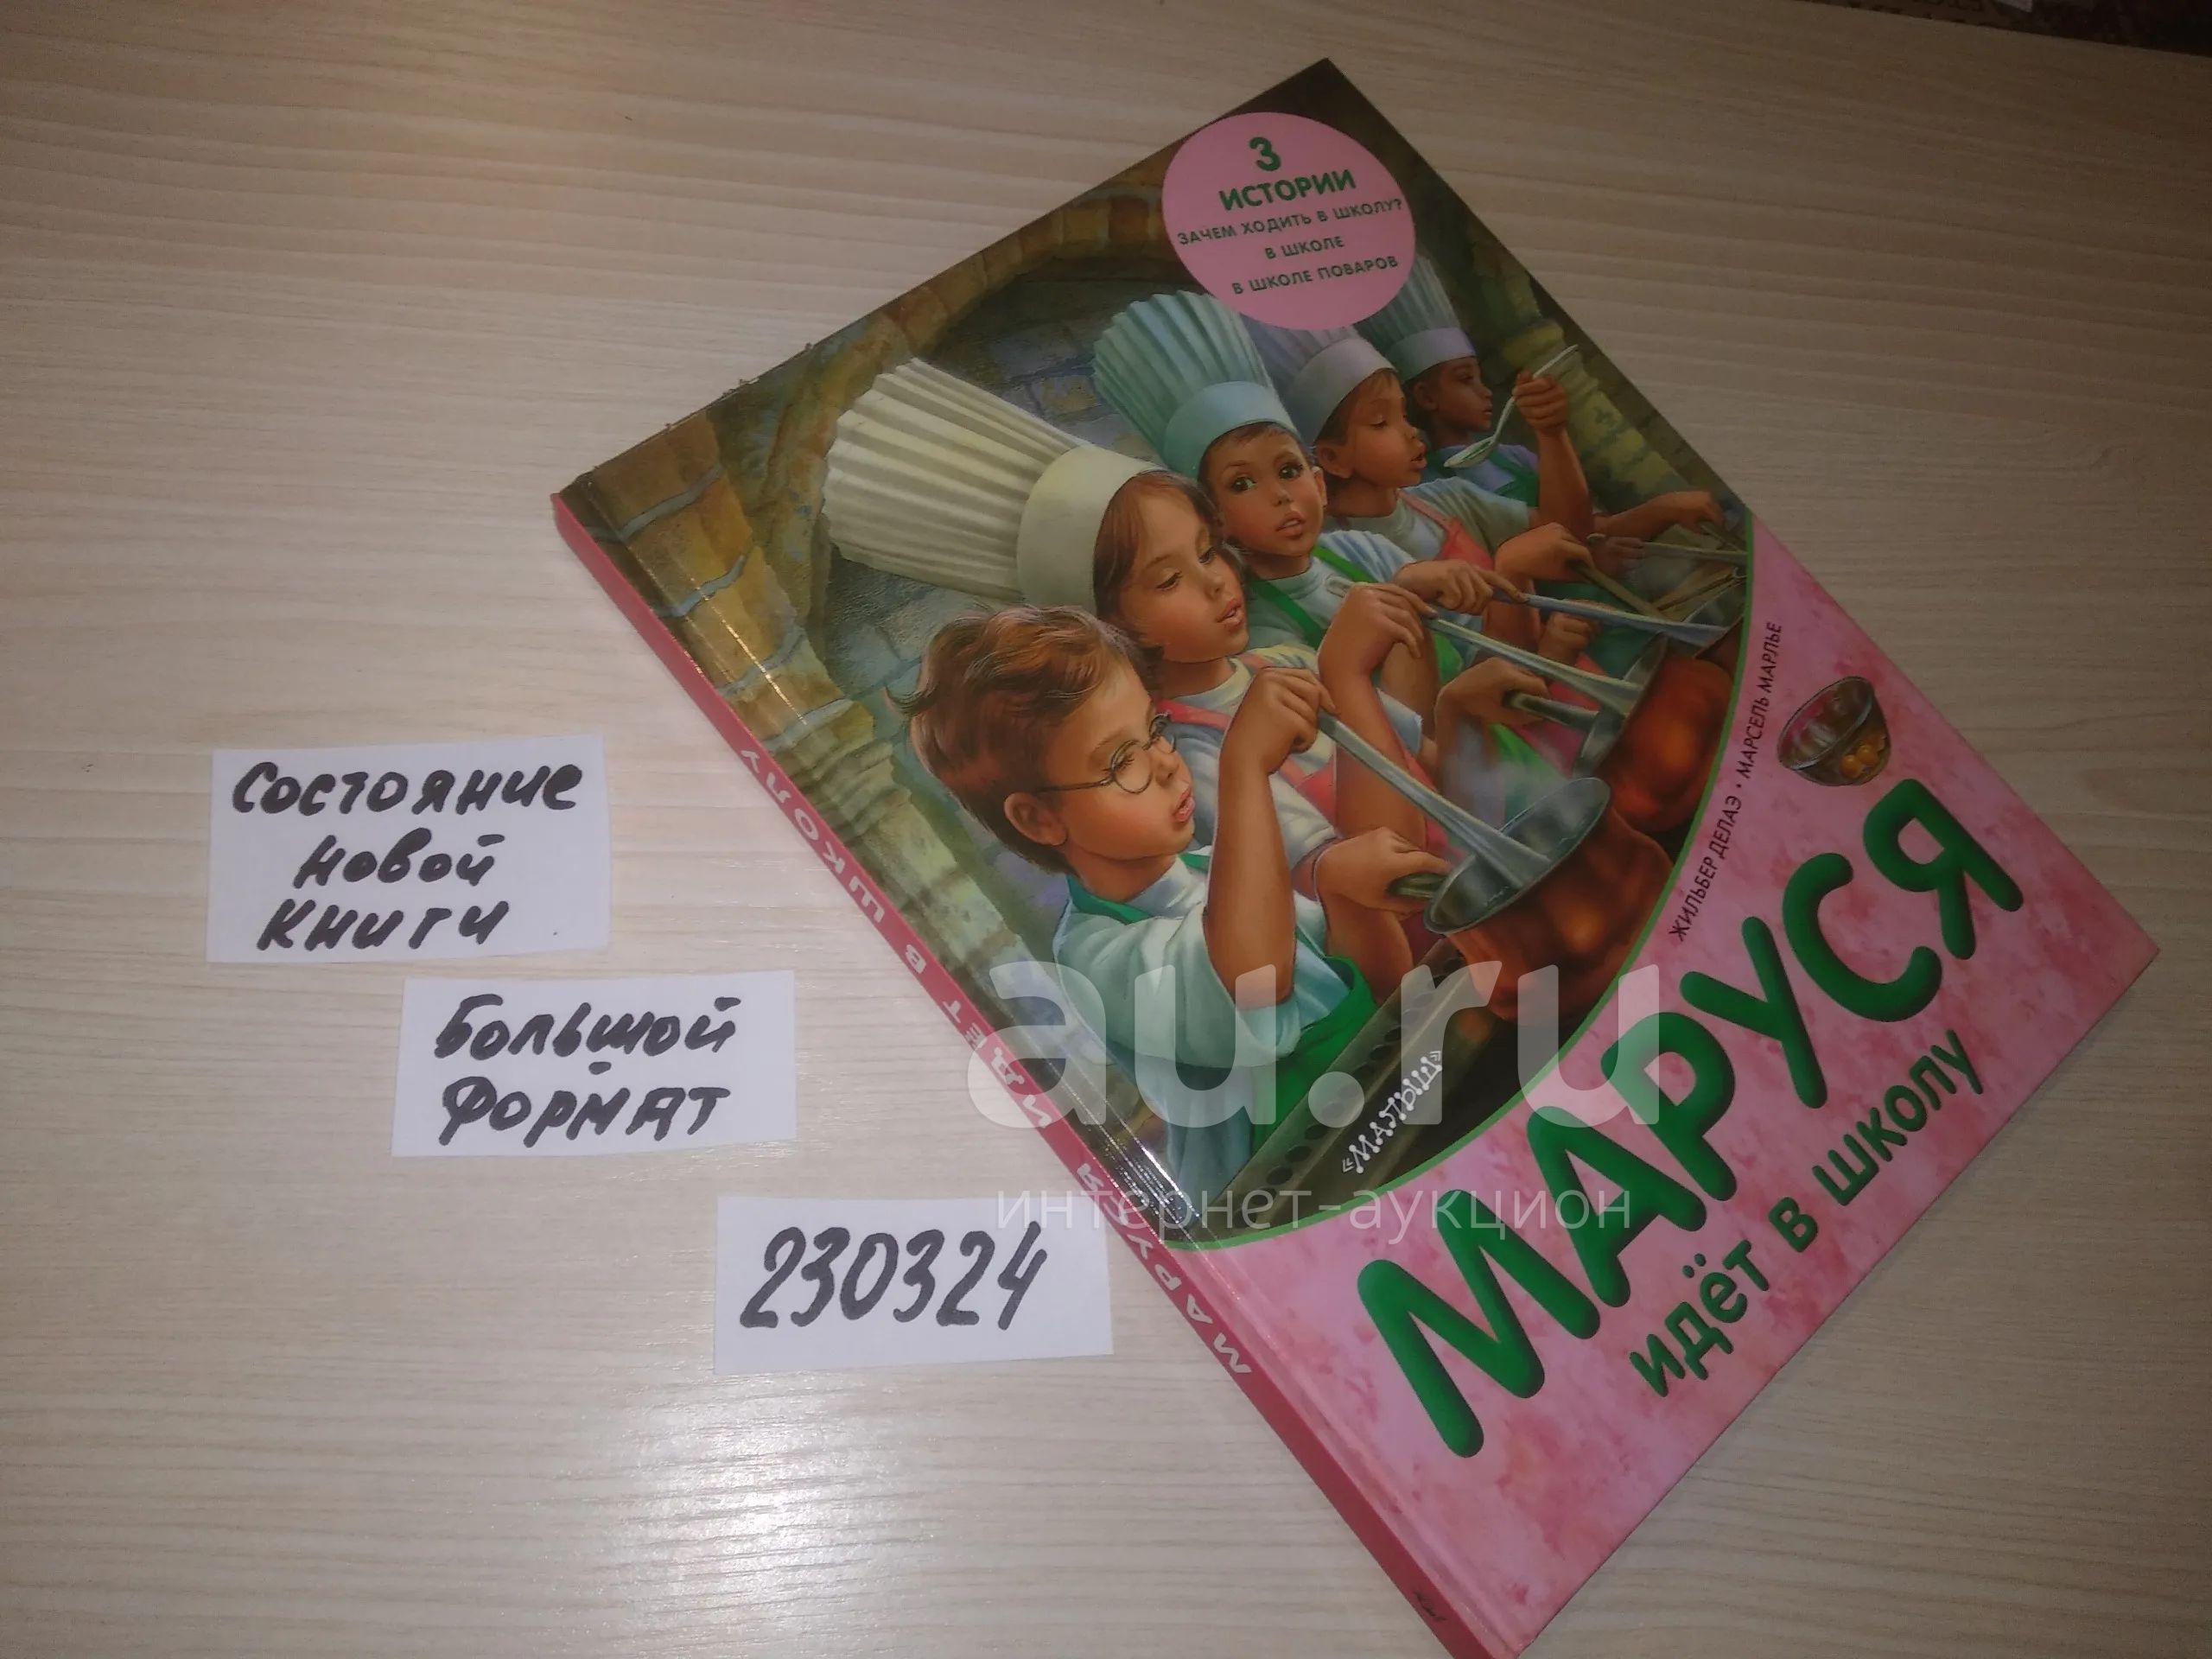 3
ИСТОРИИ
ЗАЧЕМ ХОДИТЬ В ШКОЛУ?
В ШКОЛЕ
В ШКОЛЕ ПОВАРОВ
ЖИЛЬБЕР ДЕЛАЭ • МАРСЕЛЬ МАРЛЬЕ
МАРУСЯ
идёт в школу
«МАЛЫШ»
МАРУСЯ ИДЁТ В ШКОЛУ
Состояние
новой
книги
Большой
формат
230324
au.ru
интернет-аукцион